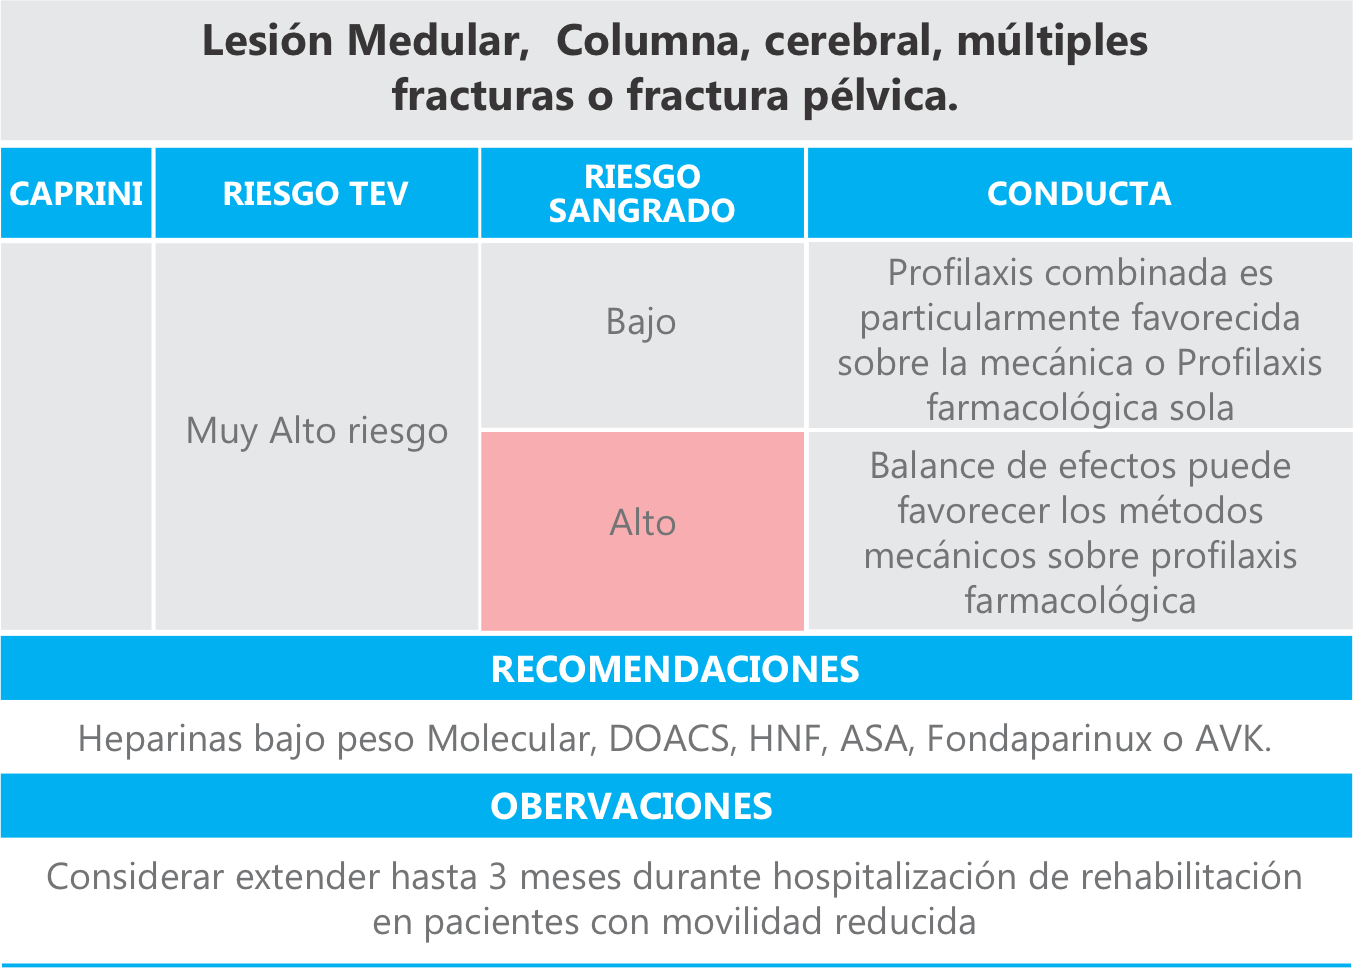 Lesión Medular, Columna, cerebral, múltiples
fracturas o fractura pélvica.
CAPRINI
RIESGO TEV
RIESGO
SANGRADO
CONDUCTA
Muy Alto riesgo
Bajo
Profilaxis combinada es
particularmente favorecida
sobre la mecánica o Profilaxis
farmacológica sola
Alto
Balance de efectos puede
favorecer los métodos
mecánicos sobre profilaxis
farmacológica
RECOMENDACIONES
Heparinas bajo peso Molecular, DOACS, HNF, ASA, Fondaparinux o AVK.
OBERVACIONES
Considerar extender hasta 3 meses durante hospitalización de rehabilitación
en pacientes con movilidad reducida